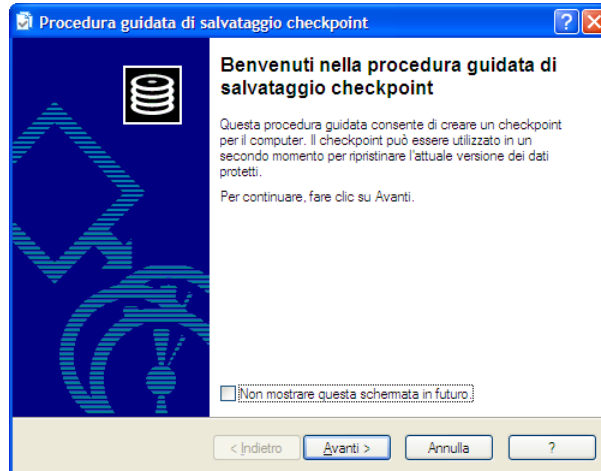 Procedura guidata di salvataggio checkpoint
Benvenuti nella procedura guidata di
salvataggio checkpoint
Questa procedura guidata consente di creare un checkpoint
per il computer. Il checkpoint può essere utilizzato in un
secondo momento per ripristinare l'attuale versione dei dati
protetti.
Per continuare, fare clic su Avanti.
Non mostrare questa schermata in futuro.
< Indietro
Avanti >
Annulla
?